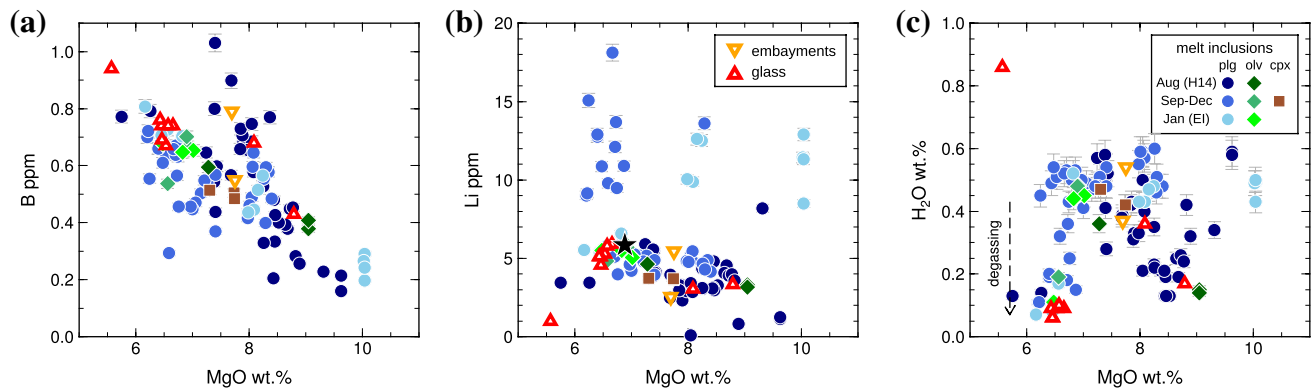 (a)
B ppm
1.0
0.8
0.6
0.4
0.2
0.0
6
8
10
MgO wt.%
(b)
Li ppm
20
15
10
5
0
embayments
glass
6
8
10
MgO wt.%
(c)
H₂O wt.%
1.0
0.8
0.6
0.4
0.2
0.0
melt inclusions
plg olv cpx
Aug (H14)
Sep-Dec
Jan (EI)
degassing
6
8
10
MgO wt.%